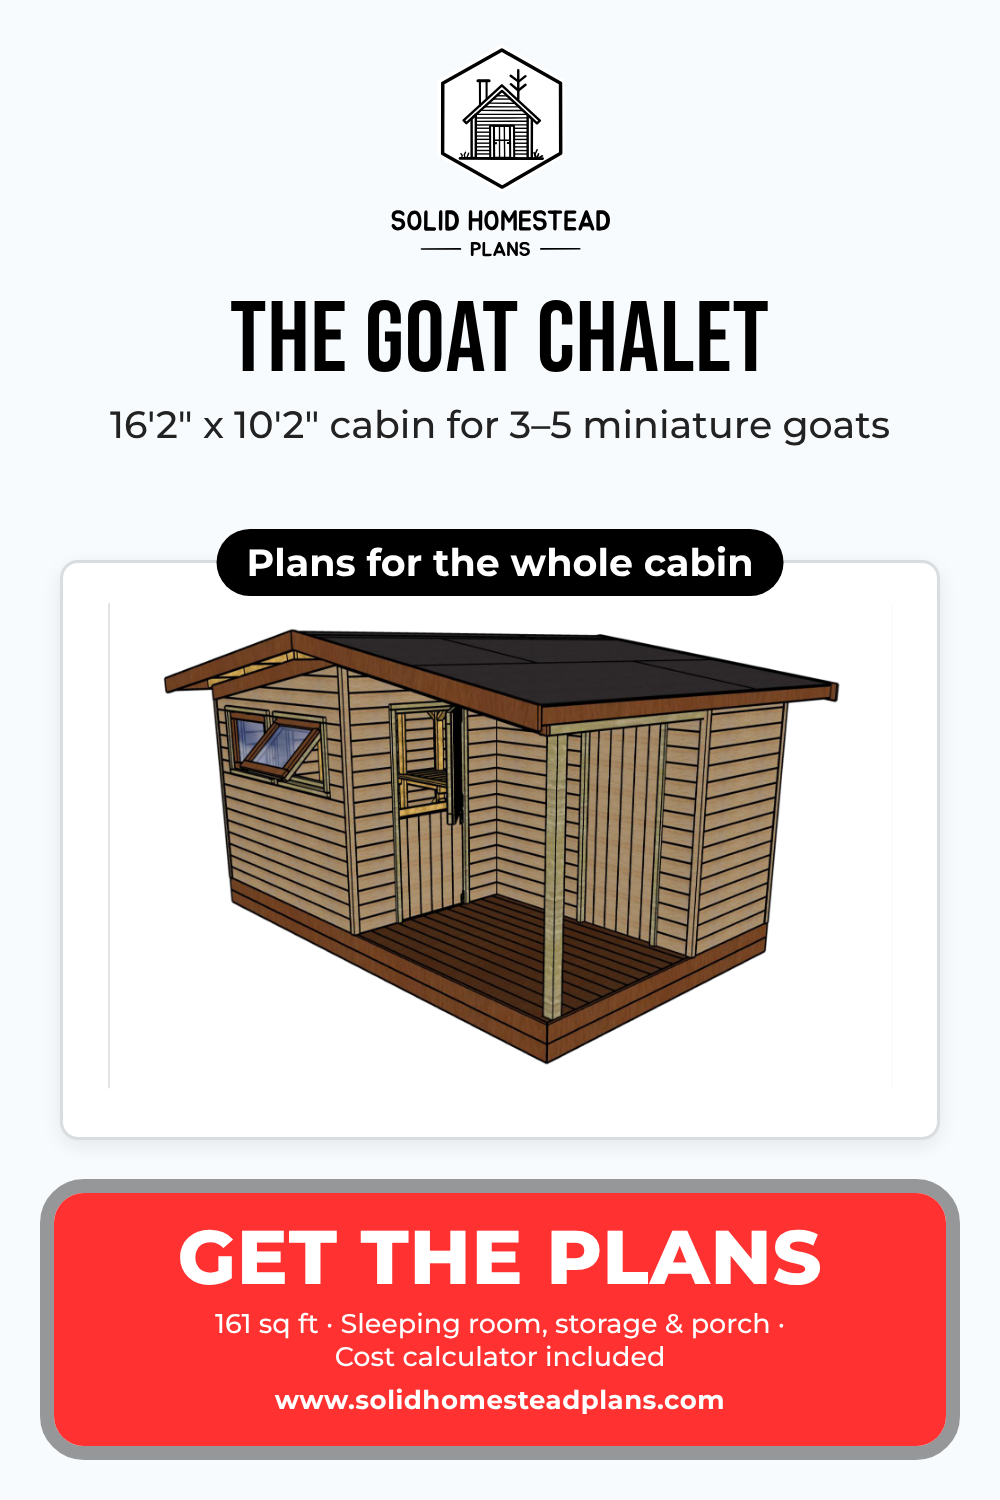 SOLID HOMESTEAD
PLANS
THE GOAT CHALET
16'2" x 10'2" cabin for 3–5 miniature goats
Plans for the whole cabin
GET THE PLANS
161 sq ft · Sleeping room, storage & porch ·
Cost calculator included
www.solidhomesteadplans.com